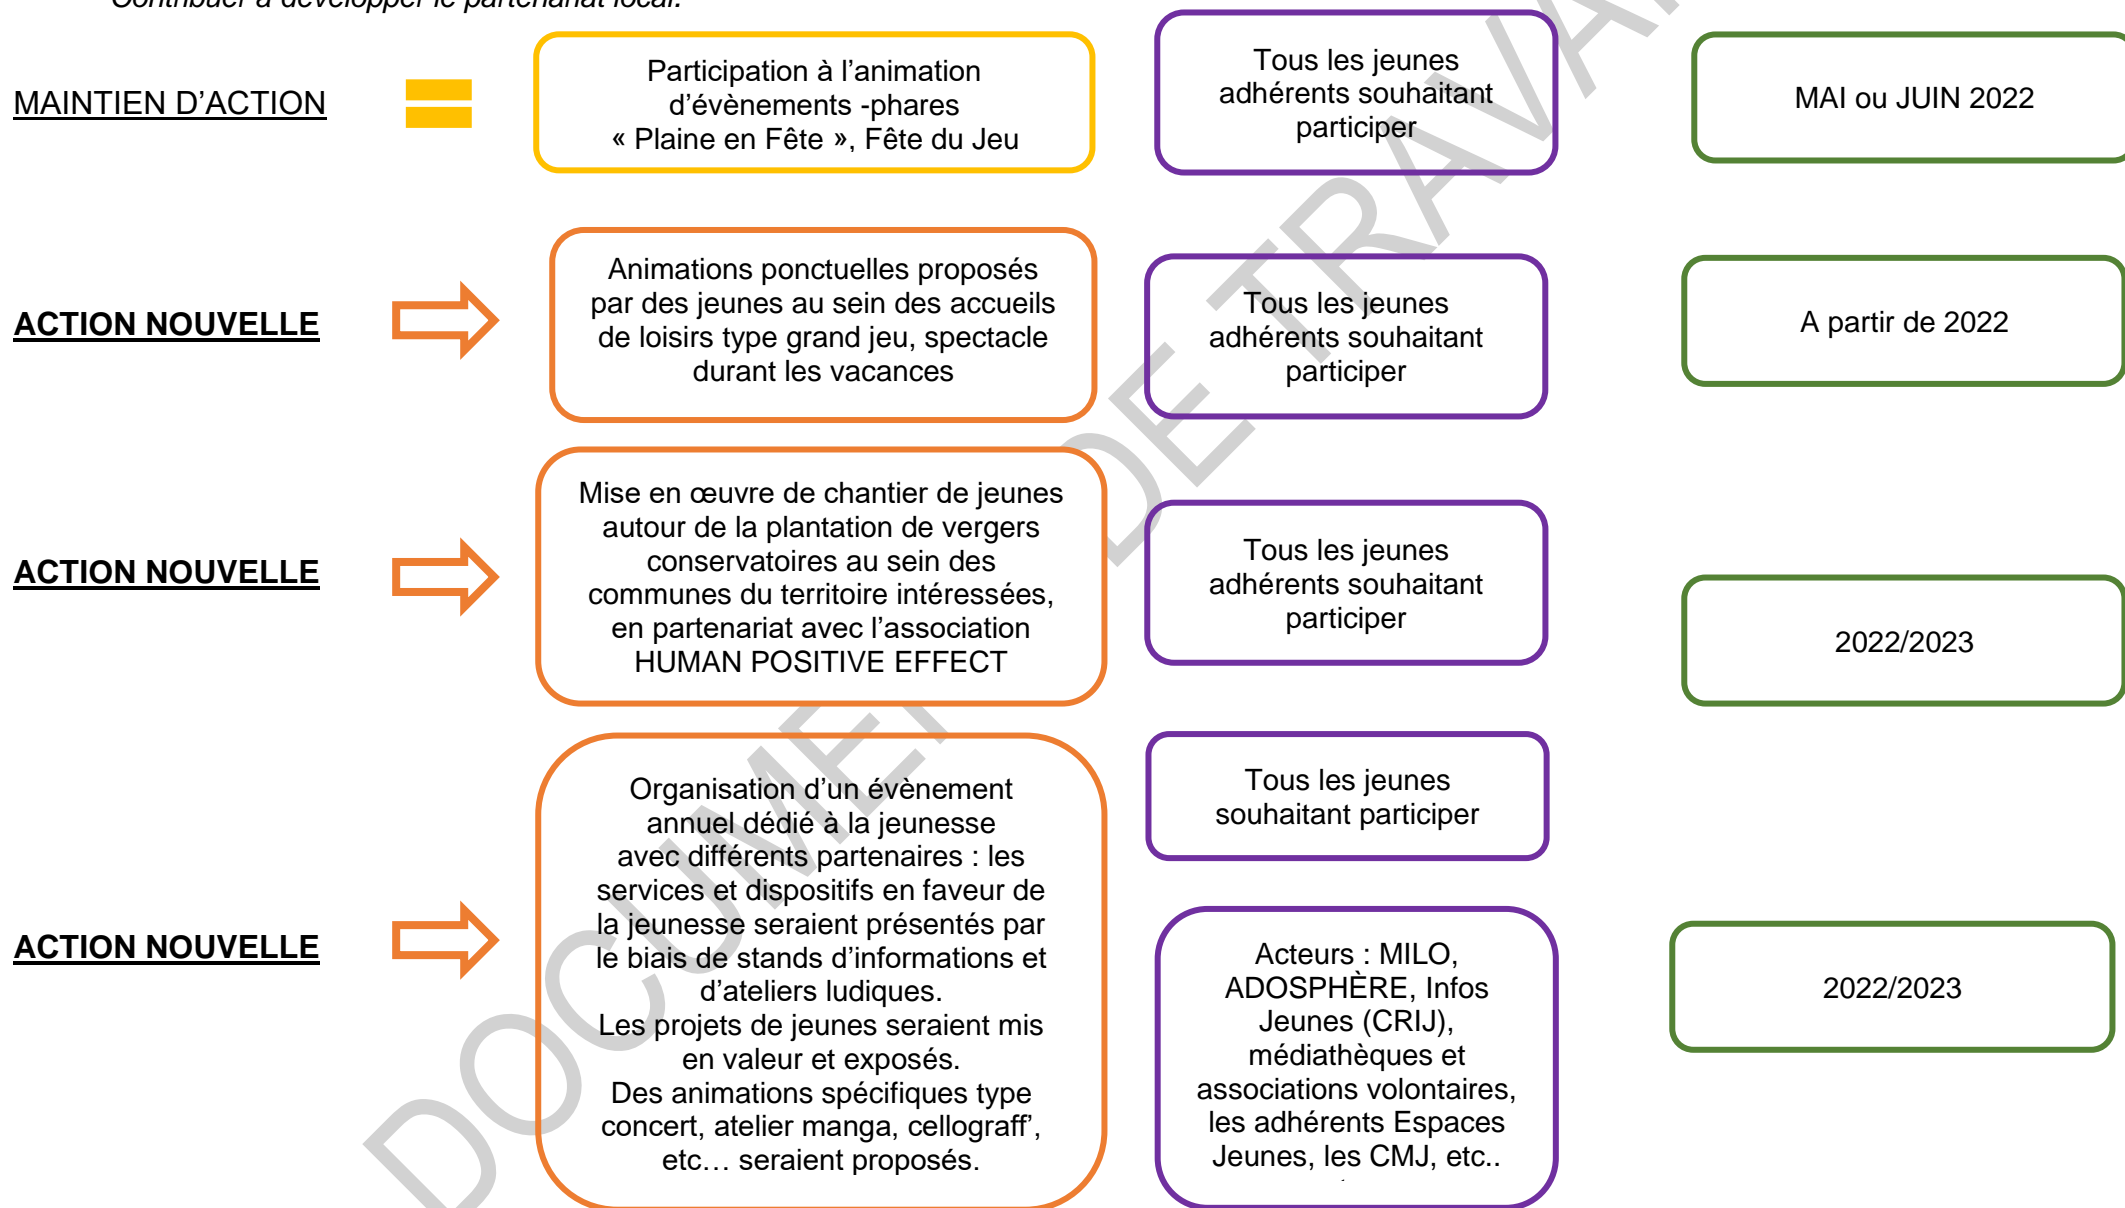 Contribuer à développer le partenariat local.
MAINTIEN D’ACTION
Participation à l’animation
d’évènements -phares
« Plaine en Fête », Fête du Jeu
Tous les jeunes
adhérents souhaitant
participer
MAI ou JUIN 2022
ACTION NOUVELLE
Animations ponctuelles proposés
par des jeunes au sein des accueils
de loisirs type grand jeu, spectacle
durant les vacances
Tous les jeunes
adhérents souhaitant
participer
A partir de 2022
ACTION NOUVELLE
Mise en œuvre de chantier de jeunes
autour de la plantation de vergers
conservatoires au sein des
communes du territoire intéressées,
en partenariat avec l’association
HUMAN POSITIVE EFFECT
Tous les jeunes
adhérents souhaitant
participer
2022/2023
ACTION NOUVELLE
Organisation d’un évènement
annuel dédié à la jeunesse
avec différents partenaires : les
services et dispositifs en faveur de
la jeunesse seraient présentés par
le biais de stands d’informations et
d’ateliers ludiques.
Les projets de jeunes seraient mis
en valeur et exposés.
Des animations spécifiques type
concert, atelier manga, cellograff’,
etc… seraient proposés.
Tous les jeunes
souhaitant participer
Acteurs : MILO,
ADOSPHÈRE, Infos
Jeunes (CRIJ),
médiathèques et
associations volontaires,
les adhérents Espaces
Jeunes, les CMJ, etc..
2022/2023
DOCUMENT DE TRAVAIL